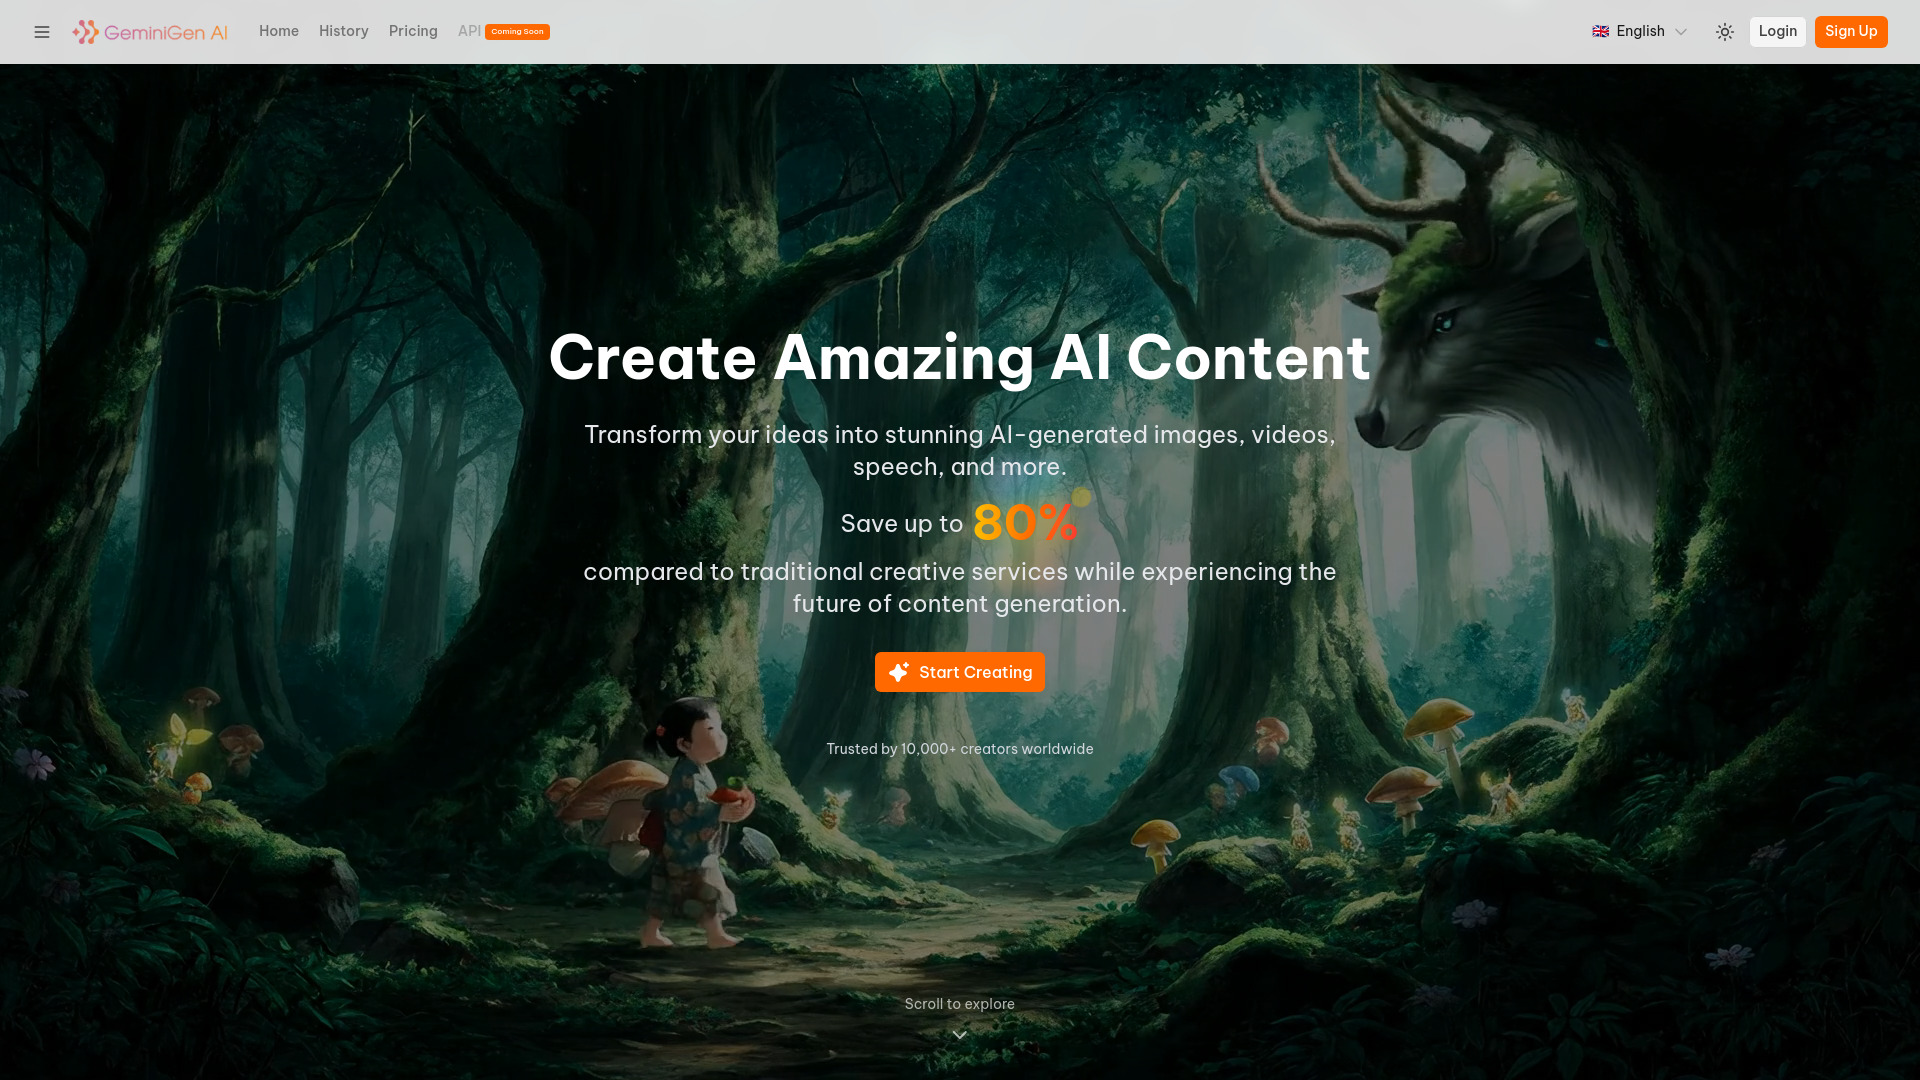 GeminiGen AI
Home
History
Pricing
API
Coming Soon
English
Login
Sign Up
Create Amazing AI Content
Transform your ideas into stunning AI-generated images, videos,
speech, and more.
Save up to 80%
compared to traditional creative services while experiencing the
future of content generation.
Start Creating
Trusted by 10,000+ creators worldwide
Scroll to explore